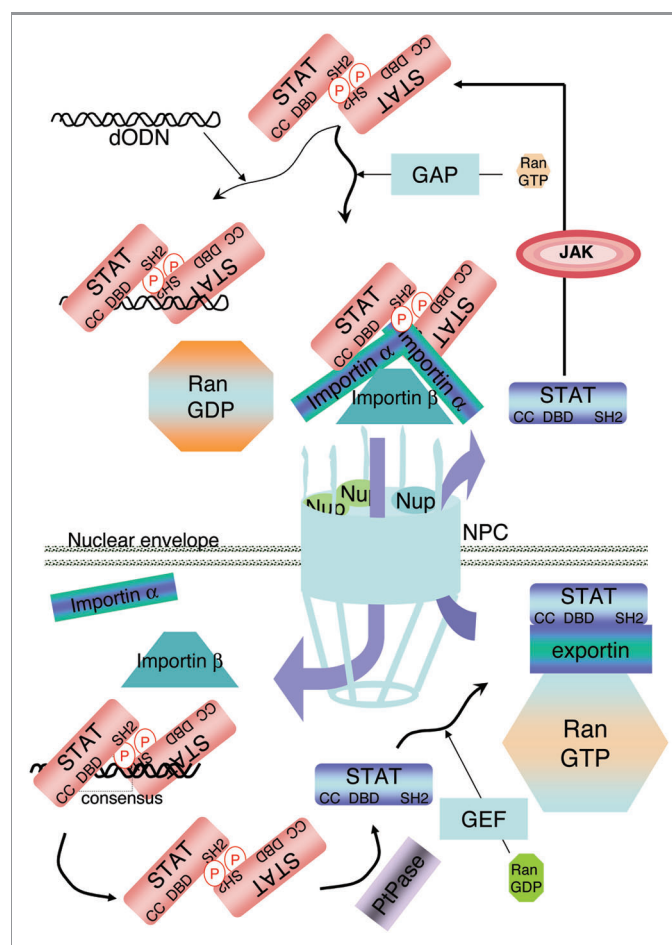 STAT
CC DBD SH2
P P
STAT
CC DBD SH2
dODN
GAP
Ran
GTP
STAT
CC DBD SH2
P P
STAT
CC DBD SH2
JAK
STAT
CC DBD SH2
P P
STAT
CC DBD
Ran
GDP
Importin α
Importin α
Importin β
STAT
CC DBD SH2
Nup
Nup
Nup
NPC
Nuclear envelope
Importin α
STAT
CC DBD SH2
exportin
Importin β
Ran
GTP
STAT
CC DBD SH2
P P
STAT
CC DBD SH2
consensus
STAT
CC DBD SH2
GEF
STAT
CC DBD SH2
P P
STAT
CC DBD SH2
PtPase
Ran
GDP